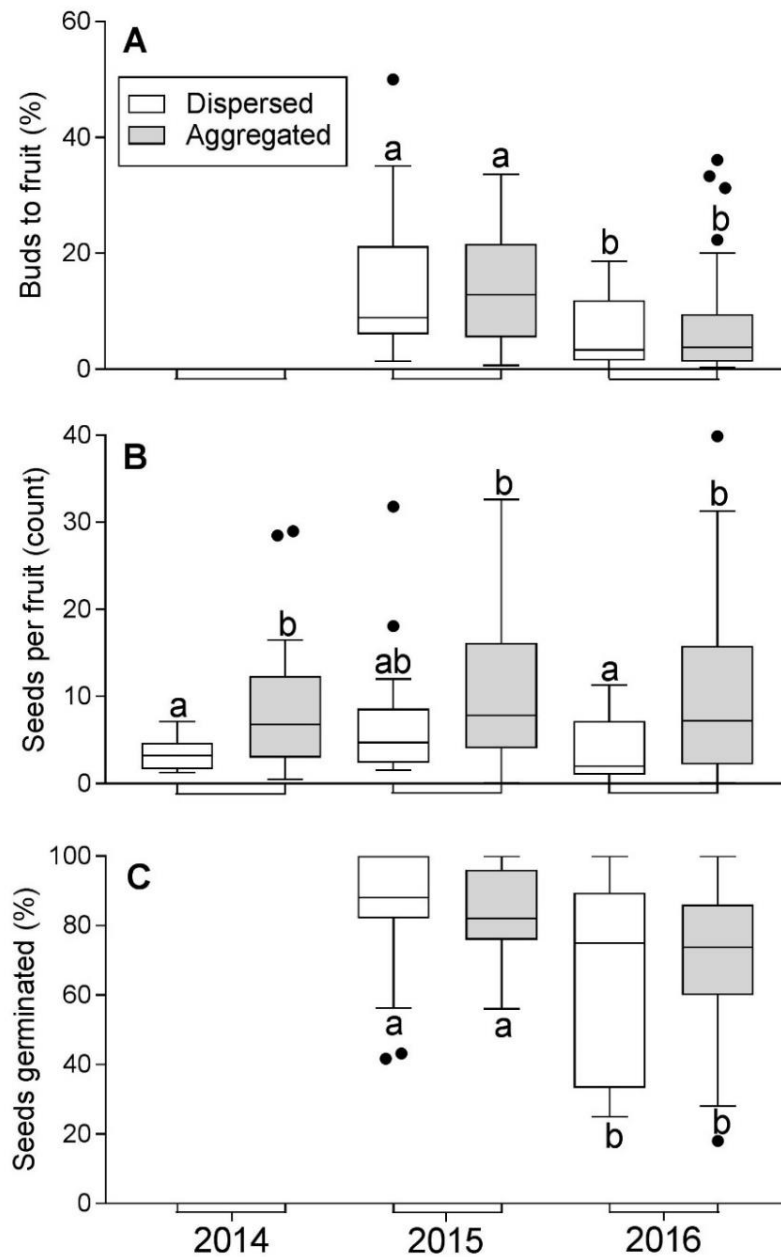 A
Buds to fruit (%)
60
40
20
0
Dispersed
Aggregated
a
a
b
b
B
Seeds per fruit (count)
40
30
20
10
0
a
b
ab
b
a
b
C
Seeds germinated (%)
100
80
60
40
20
0
a
a
b
b
2014
2015
2016